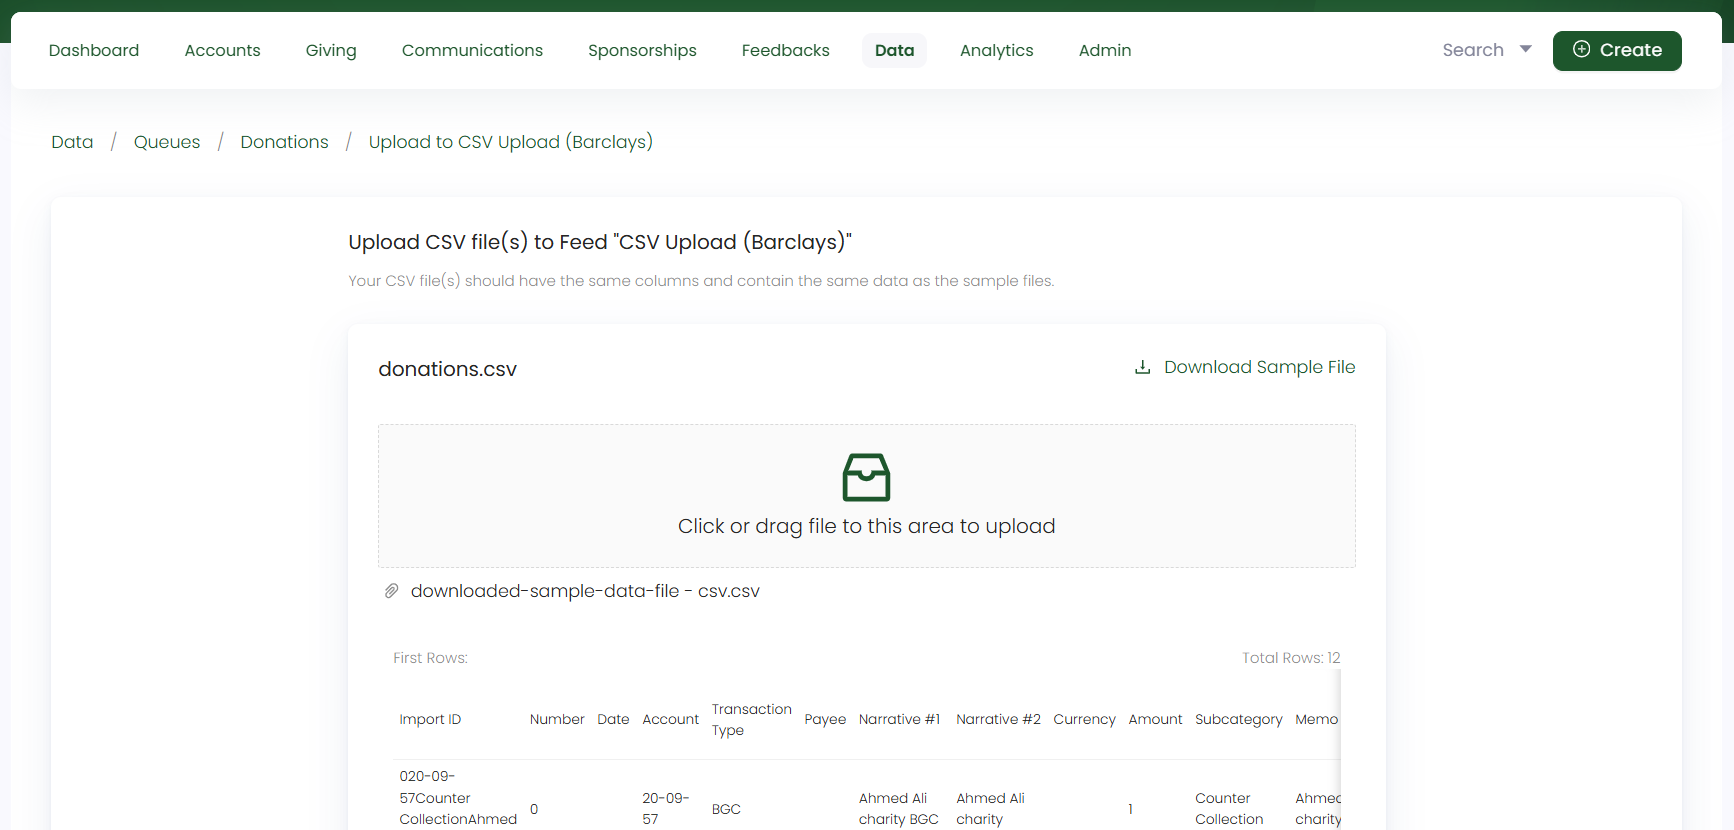 Dashboard Accounts Giving Communications Sponsorships Feedbacks Data Analytics Admin Search Create
Data / Queues / Donations / Upload to CSV Upload (Barclays)
Upload CSV file(s) to Feed "CSV Upload (Barclays)"
Your CSV file(s) should have the same columns and contain the same data as the sample files.
donations.csv Download Sample File
Click or drag file to this area to upload
downloaded-sample-data-file - csv.csv
First Rows: Total Rows: 12
Import ID Number Date Account Transaction Type Payee Narrative #1 Narrative #2 Currency Amount Subcategory Memo
020-09-
57Counter 20-09- Ahmed Ali Ahmed Ali Counter Ahmed
0 BGC 1
CollectionAhmed 57 charity BGC charity Collection charity